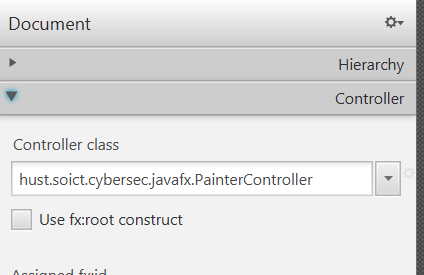 Document
Hierarchy
Controller
Controller class
hust.soict.cybersec.javafx.PainterController
Use fx:root construct
Assigned fx:id